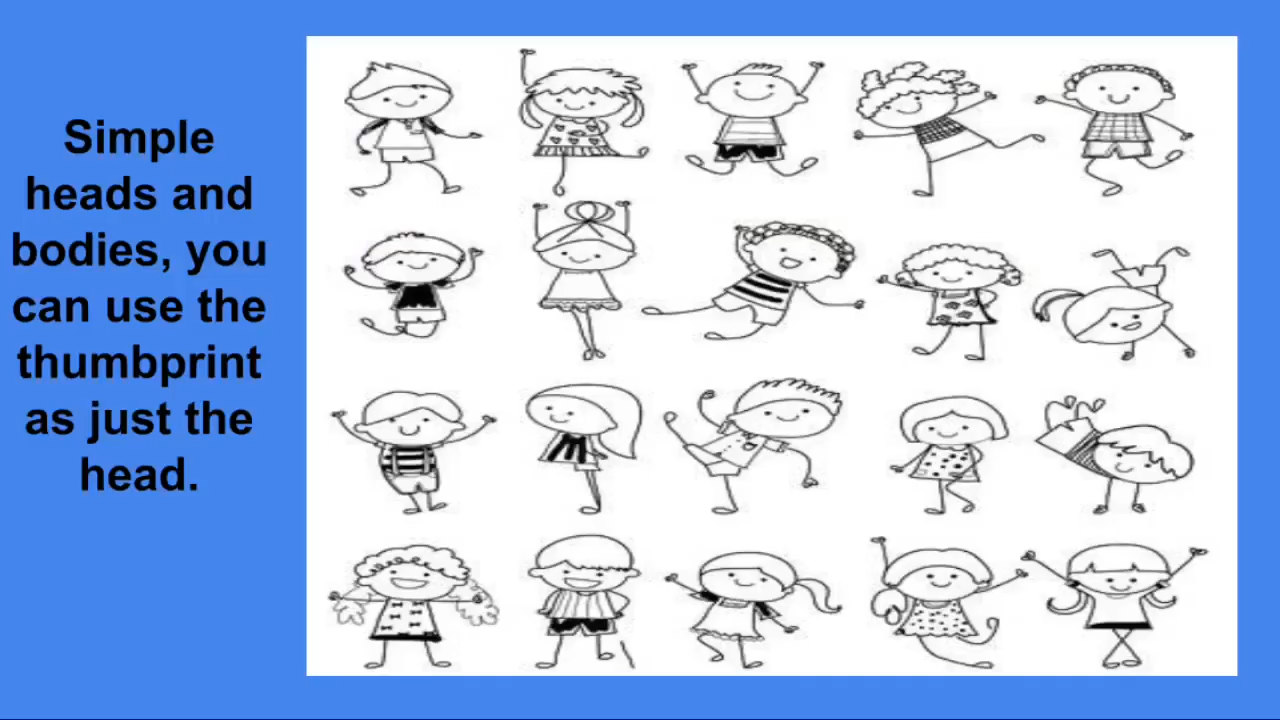 Simple
heads and
bodies, you
can use the
thumbprint
as just the
head.